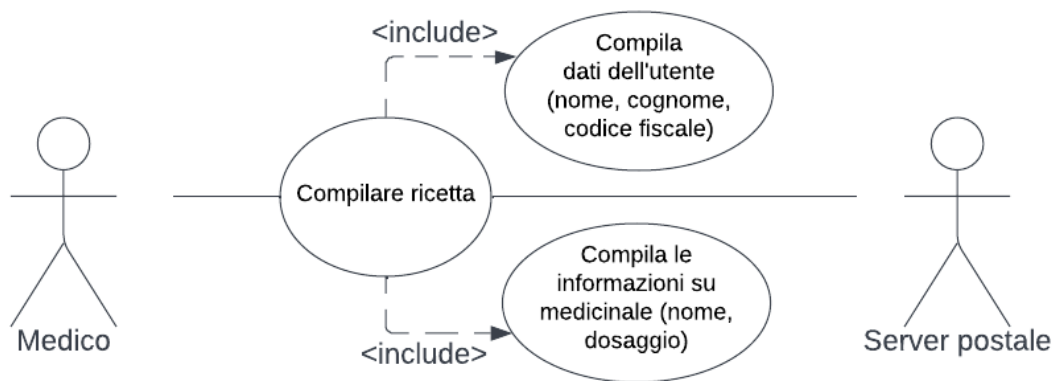 <include>
Compila
dati dell'utente
(nome, cognome,
codice fiscale)
Compilare ricetta
Compila le
informazioni su
medicinale (nome,
dosaggio)
<include>
Medico
Server postale